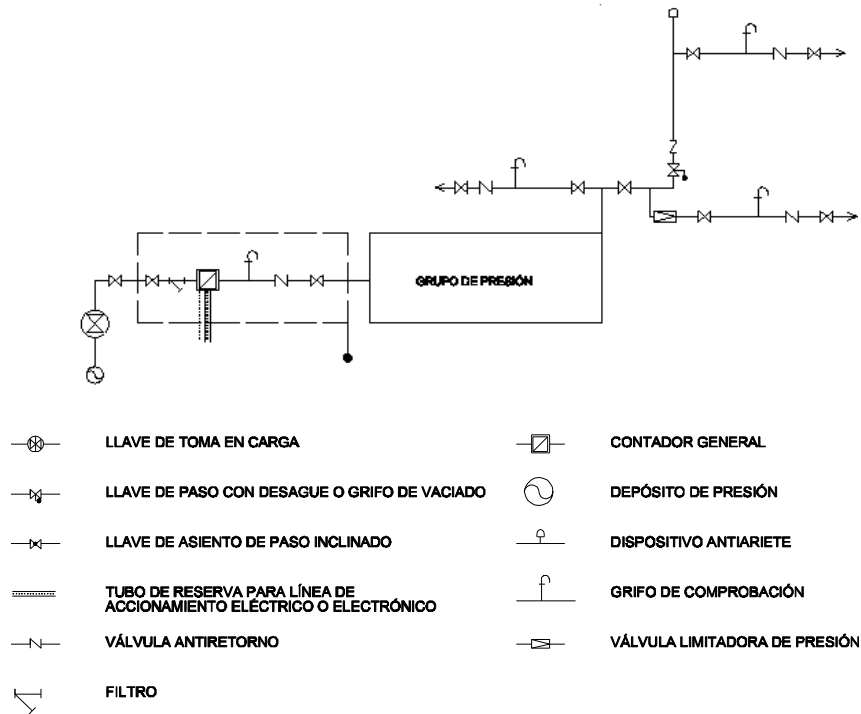 GRUPO DE PRESIÓN
LLAVE DE TOMA EN CARGA
LLAVE DE PASO CON DESAGUE O GRIFO DE VACIADO
LLAVE DE ASIENTO DE PASO INCLINADO
TUBO DE RESERVA PARA LÍNEA DE
ACCIONAMIENTO ELÉCTRICO O ELECTRÓNICO
VÁLVULA ANTIRETORNO
FILTRO
CONTADOR GENERAL
DEPÓSITO DE PRESIÓN
DISPOSITIVO ANTIARIETE
GRIFO DE COMPROBACIÓN
VÁLVULA LIMITADORA DE PRESIÓN